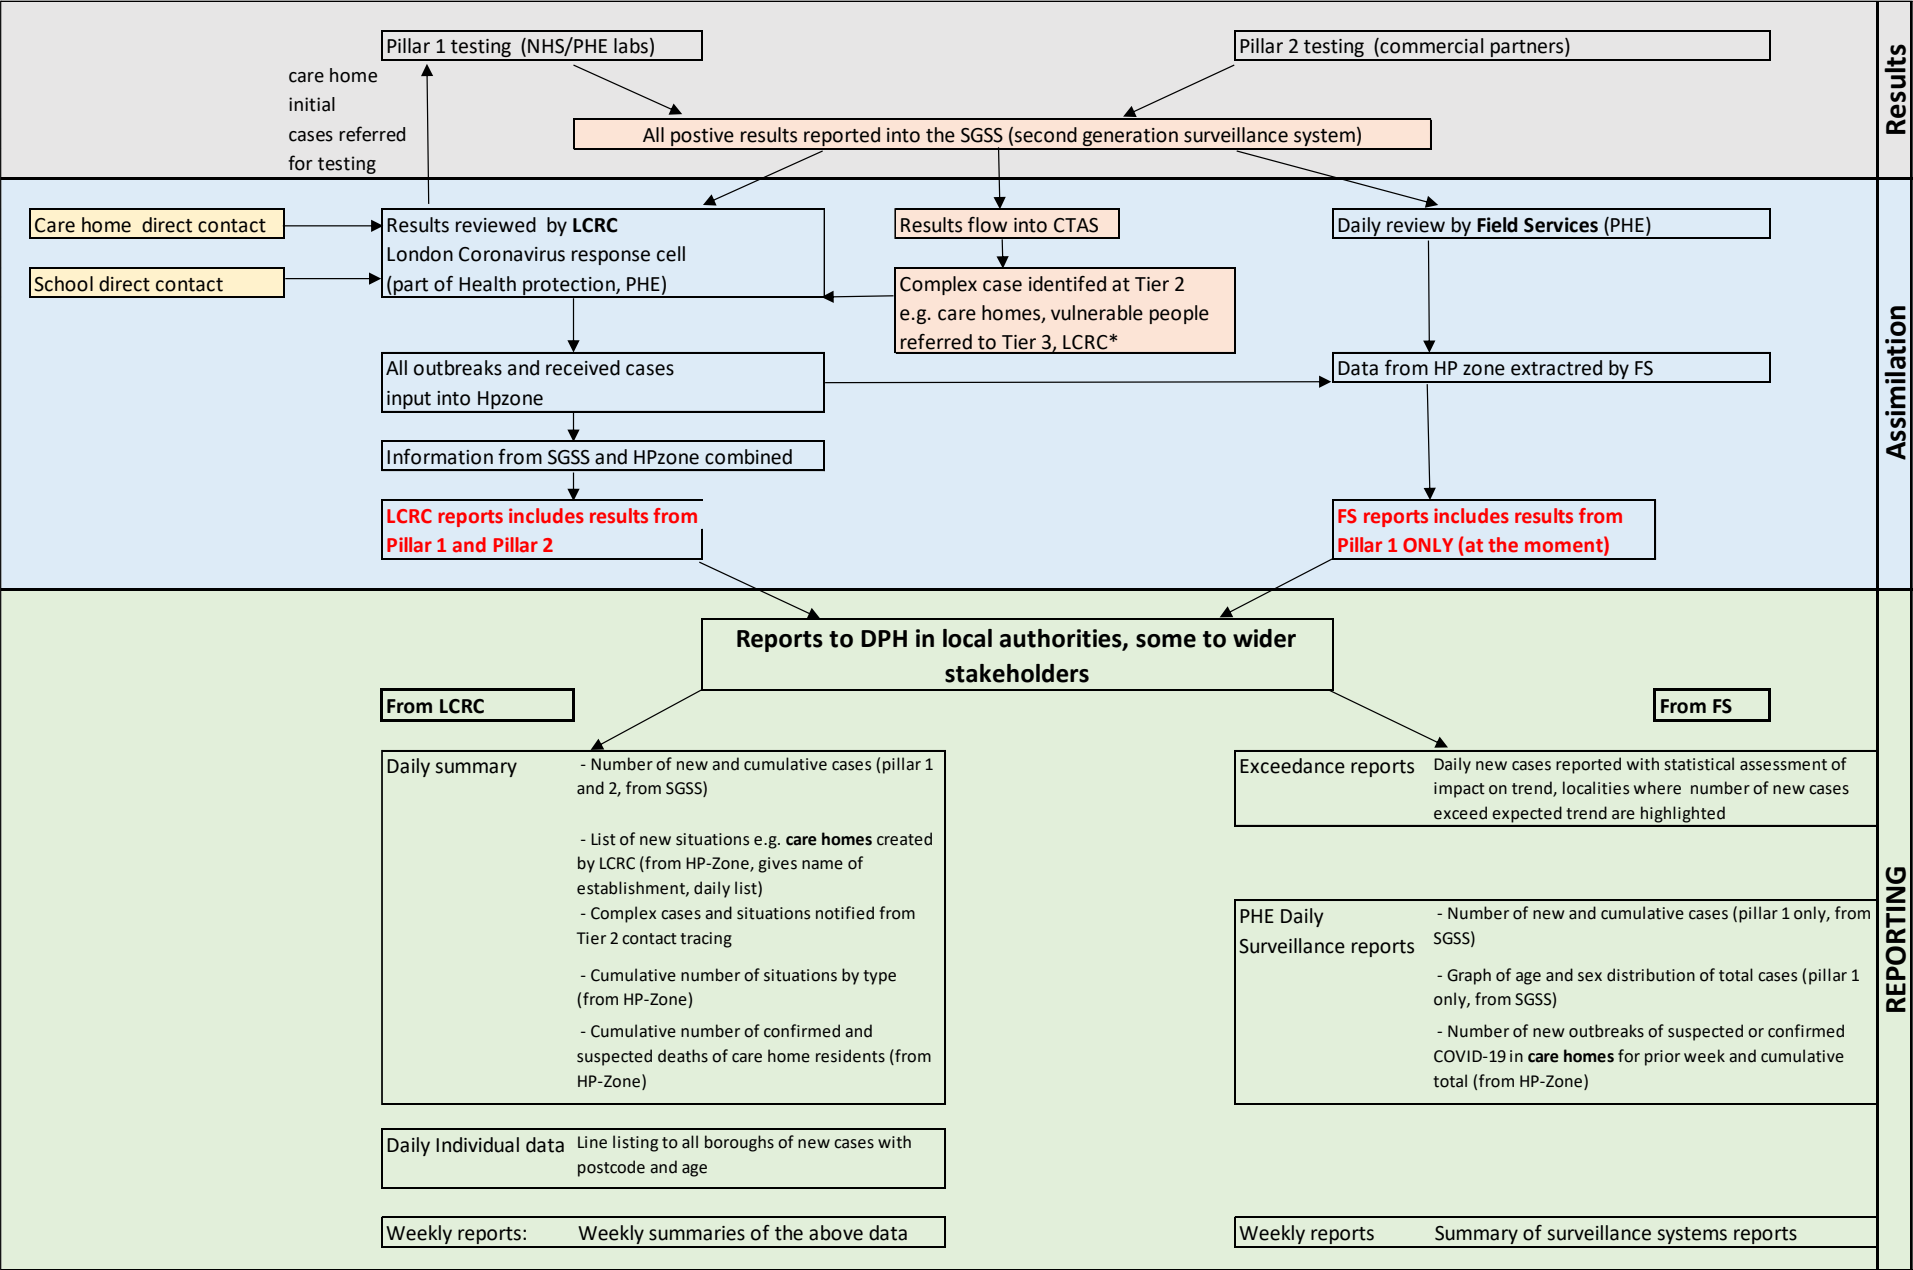 Pillar 1 testing (NHS/PHE labs)
Pillar 2 testing (commercial partners)
care home
initial
cases referred
for testing
All postive results reported into the SGSS (second generation surveillance system)
Results
Care home direct contact
School direct contact
Results reviewed by LCRC
London Coronavirus response cell
(part of Health protection, PHE)
Results flow into CTAS
Complex case identifed at Tier 2
e.g. care homes, vulnerable people
referred to Tier 3, LCRC*
Daily review by Field Services (PHE)
All outbreaks and received cases
input into Hpzone
Data from HP zone extractred by FS
Information from SGSS and HPzone combined
LCRC reports includes results from
Pillar 1 and Pillar 2
FS reports includes results from
Pillar 1 ONLY (at the moment)
Assimilation
Reports to DPH in local authorities, some to wider
stakeholders
From LCRC
From FS
Daily summary
- Number of new and cumulative cases (pillar 1
and 2, from SGSS)
- List of new situations e.g. care homes created
by LCRC (from HP-Zone, gives name of
establishment, daily list)
- Complex cases and situations notified from
Tier 2 contact tracing
- Cumulative number of situations by type
(from HP-Zone)
- Cumulative number of confirmed and
suspected deaths of care home residents (from
HP-Zone)
Daily Individual data
Line listing to all boroughs of new cases with
postcode and age
Weekly reports:
Weekly summaries of the above data
Exceedance reports
Daily new cases reported with statistical assessment of
impact on trend, localities where number of new cases
exceed expected trend are highlighted
PHE Daily
Surveillance reports
- Number of new and cumulative cases (pillar 1 only, from
SGSS)
- Graph of age and sex distribution of total cases (pillar 1
only, from SGSS)
- Number of new outbreaks of suspected or confirmed
COVID-19 in care homes for prior week and cumulative
total (from HP-Zone)
Weekly reports
Summary of surveillance systems reports
REPORTING